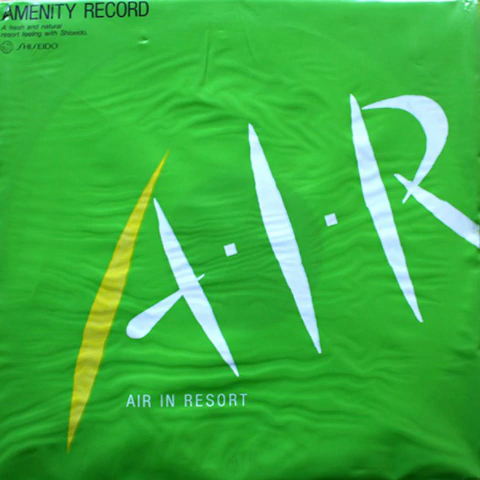 AMENITY RECORD
A fresh and natural
resort feeling with Shiseido.
SHISEIDO
A·I·R
AIR IN RESORT